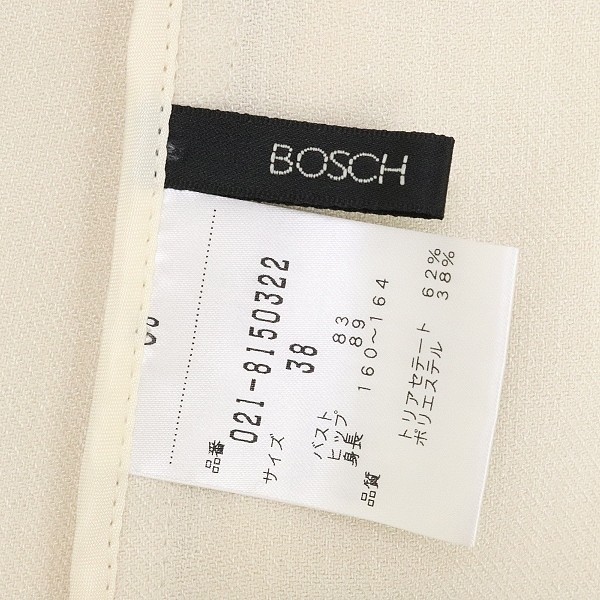 BOSCH
品番 021-8150322
サイズ 38
バスト 83
ヒップ 89
身長 160～164
品質
トリアセテート 62%
ポリエステル 38%